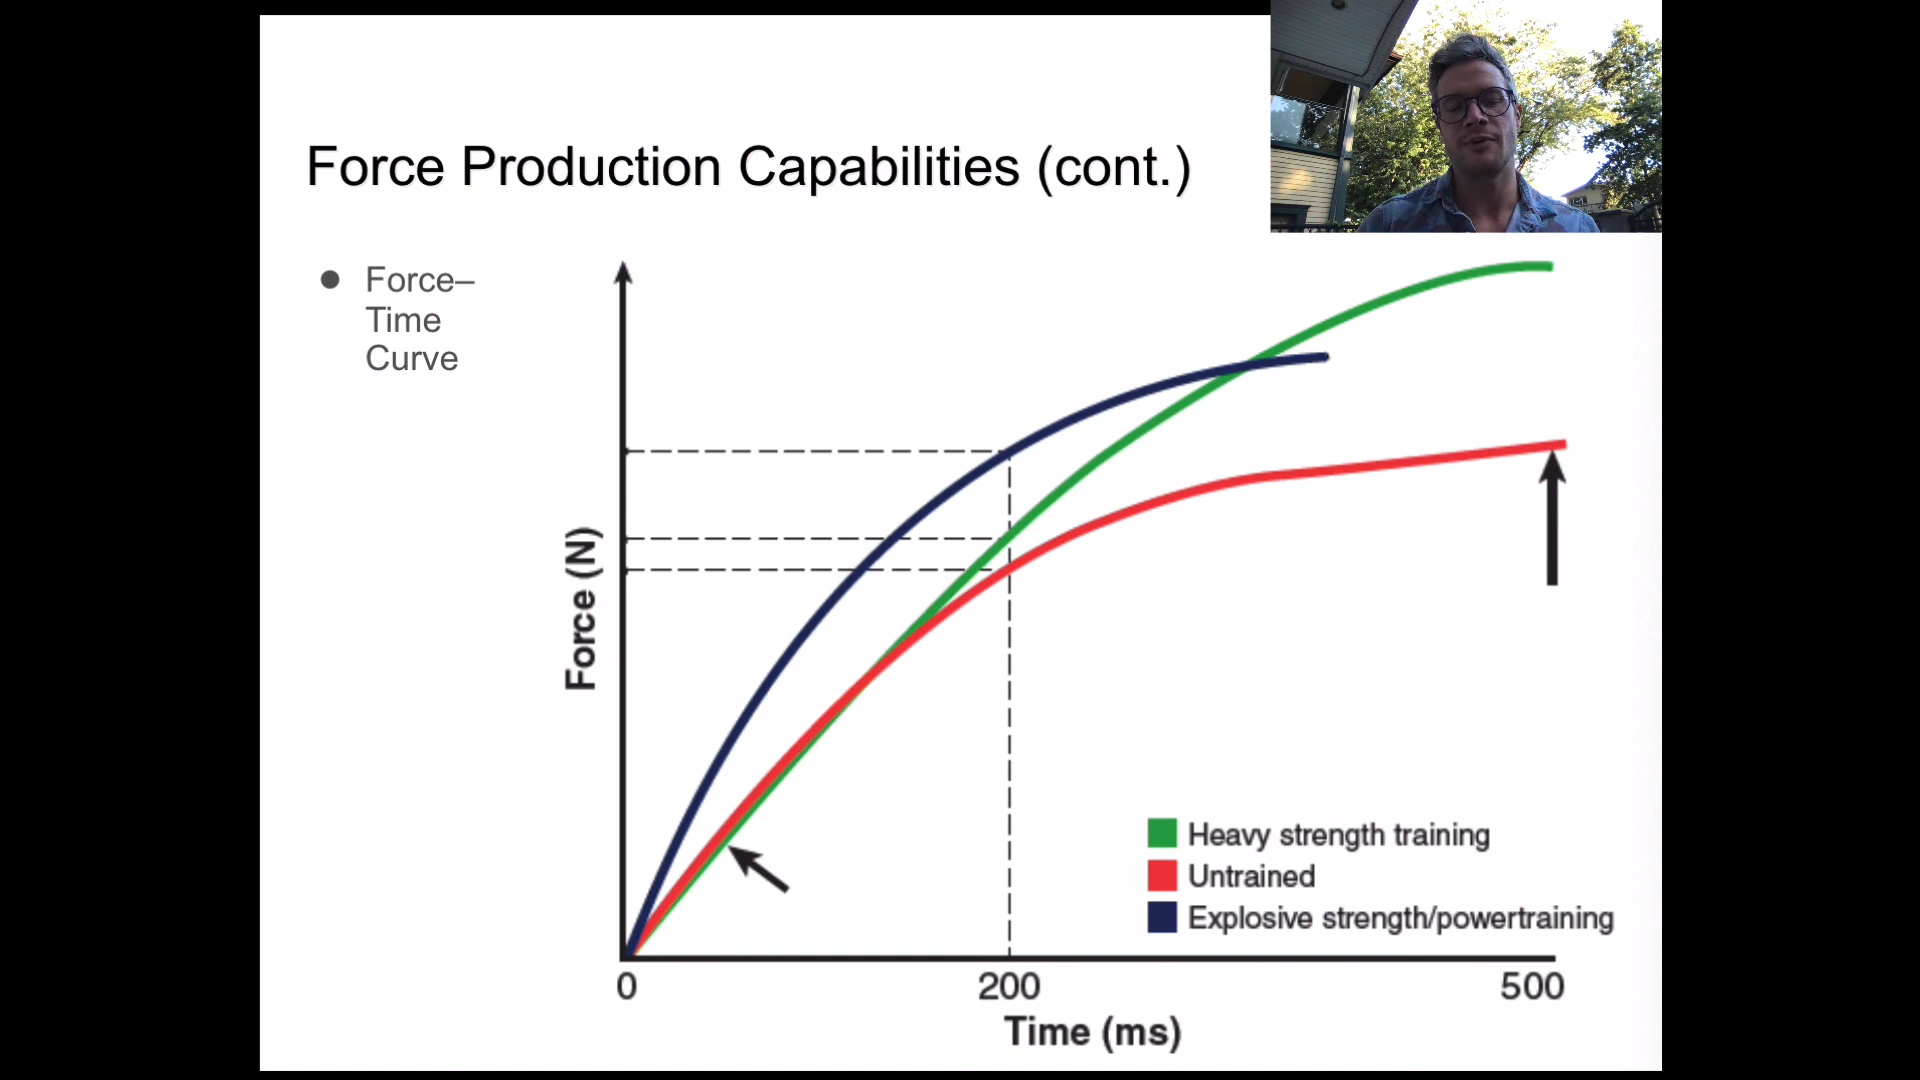 Force Production Capabilities (cont.)
Force–
Time
Curve
Force (N)
Heavy strength training
Untrained
Explosive strength/powertraining
0
200
500
Time (ms)